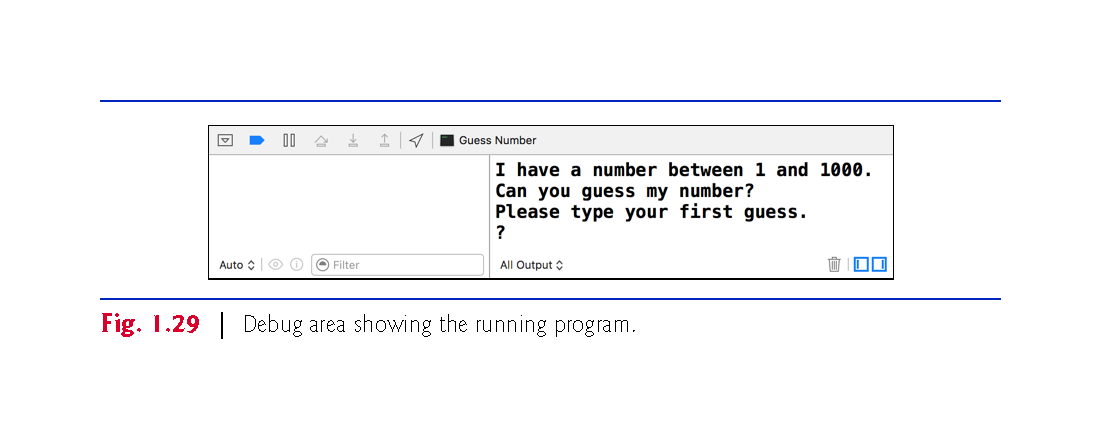 Guess Number
I have a number between 1 and 1000.
Can you guess my number?
Please type your first guess.
?
Auto
Filter
All Output
Fig. 1.29 | Debug area showing the running program.